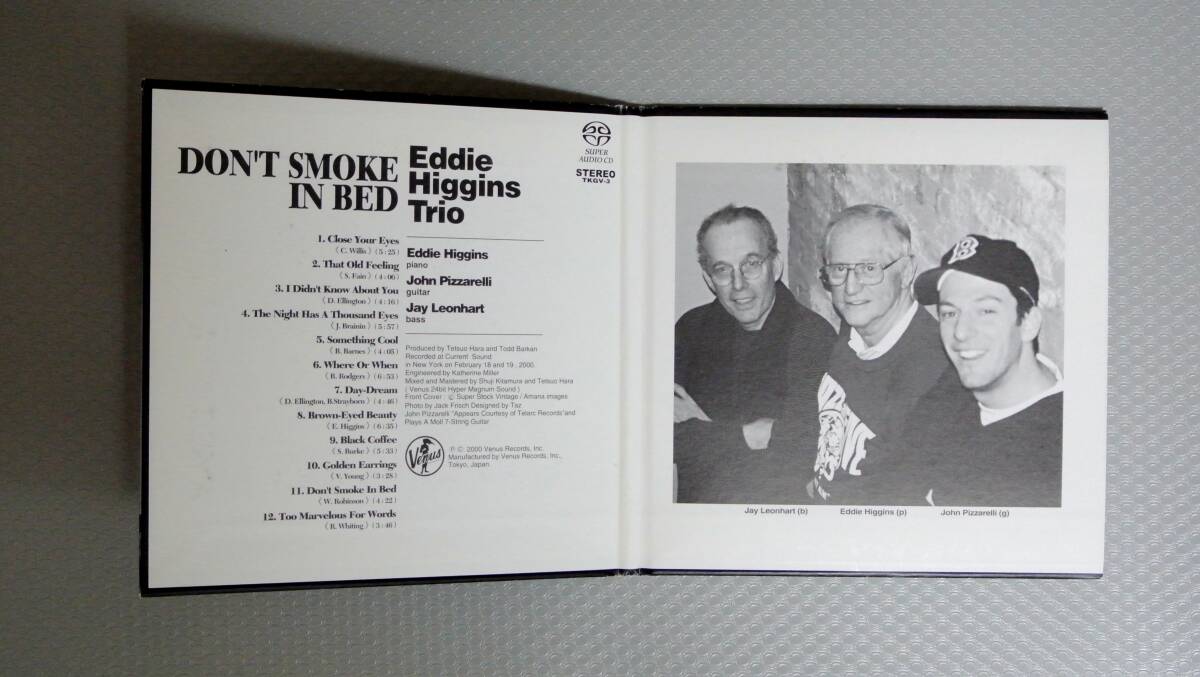 DON'T SMOKE
IN BED
Eddie
Higgins
Trio
SUPER
AUDIO CD
STEREO
TKGV-3
1. Close Your Eyes
(C. Willis) (5:25)
2. That Old Feeling
(S. Fain) (4:06)
3. I Didn't Know About You
(D. Ellington) (4:16)
4. The Night Has A Thousand Eyes
(J. Brainin) (5:57)
5. Something Cool
(B. Barnes) (4:05)
6. Where Or When
(R. Rodgers) (6:53)
7. Day-Dream
(D. Ellington, B.Strayhorn) (4:46)
8. Brown-Eyed Beauty
(E. Higgins) (6:35)
9. Black Coffee
(S. Burke) (5:33)
10. Golden Earrings
(V. Young) (3:28)
11. Don't Smoke In Bed
(W. Robinson) (4:22)
12. Too Marvelous For Words
(R. Whiting) (3:46)
Eddie Higgins
piano
John Pizzarelli
guitar
Jay Leonhart
bass
Produced by Tetsuo Hara and Todd Barkan
Recorded at Current Sound
in New York on February 18 and 19 . 2000.
Engineered by Katherine Miller
Mixed and Mastered by Shuji Kitamura and Tetsuo Hara
( Venus 24bit Hyper Magnum Sound )
Front Cover : © Super Stock Vintage / Amana images
Photo by Jack Frisch Designed by Taz
John Pizzarelli "Appears Courtesy of Telarc Records"and
Plays A Moll 7-String Guitar
Venus
℗ © 2000 Venus Records, Inc.
Manufactured by Venus Records, Inc.,
Tokyo, Japan.
B
Jay Leonhart (b) Eddie Higgins (p) John Pizzarelli (g)